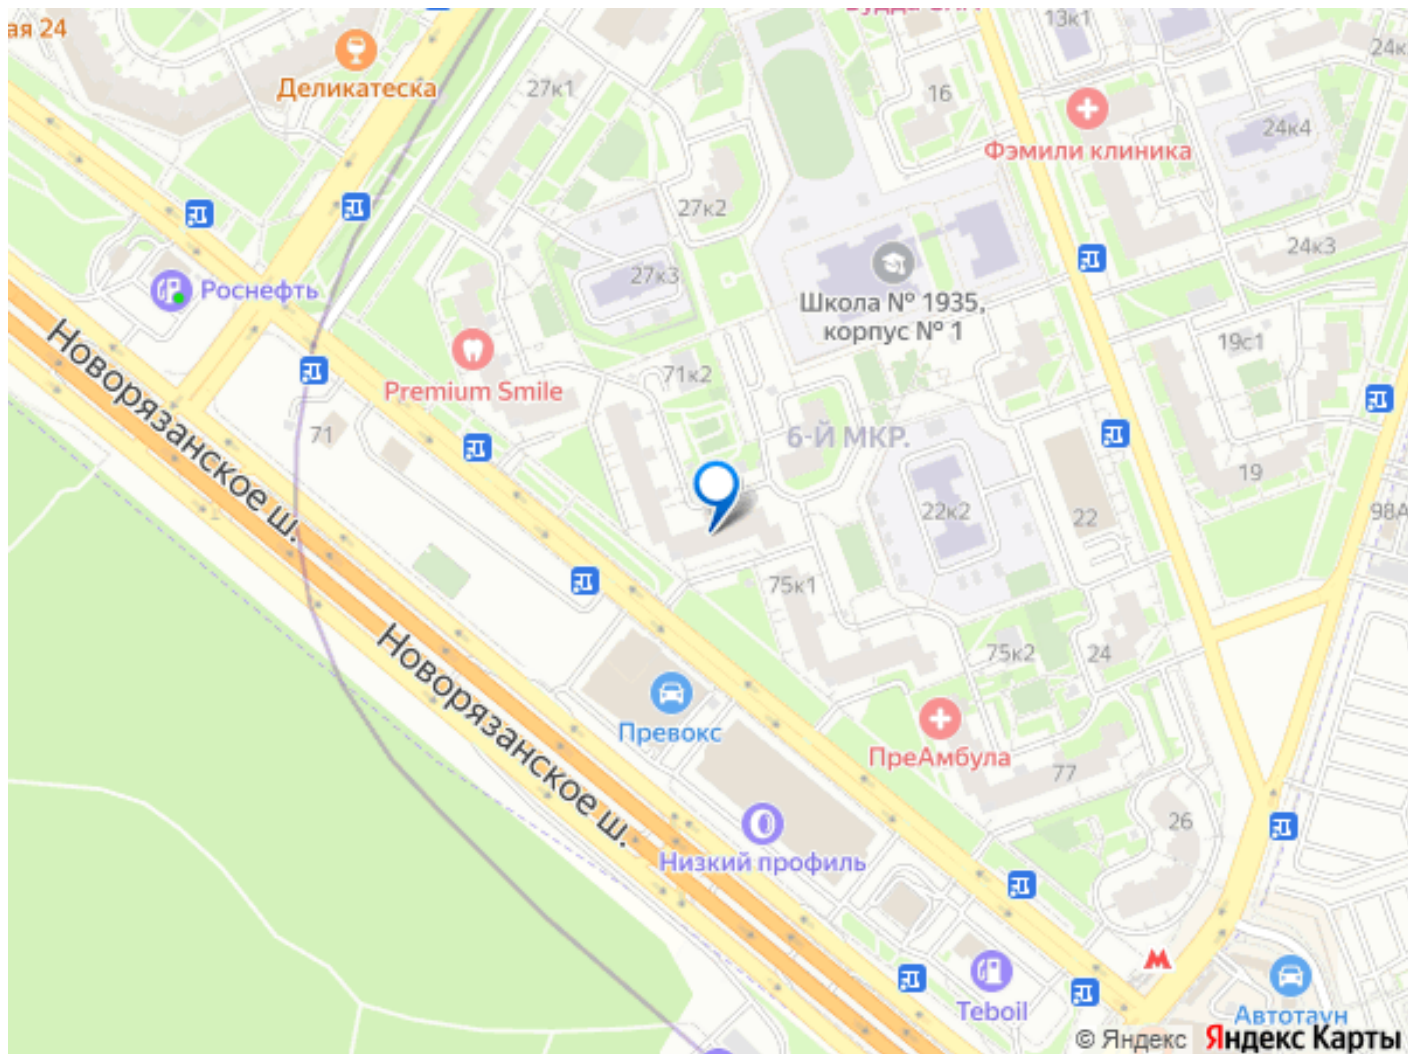 ая 24
Деликатеска
27к1
13к1
24к
16
Фэмили клиника
24к4
27к2
24к3
27к3
Роснефть
Школа № 1935,
корпус № 1
Premium Smile
71к2
19с1
Новорязанское ш.
71
6-Й МКР.
19
22к2
22
98А
75к1
75к2
24
Новорязанское ш.
Превокс
ПреАмбула
77
26
Низкий профиль
Teboil
Автотаун
© Яндекс Яндекс Карты